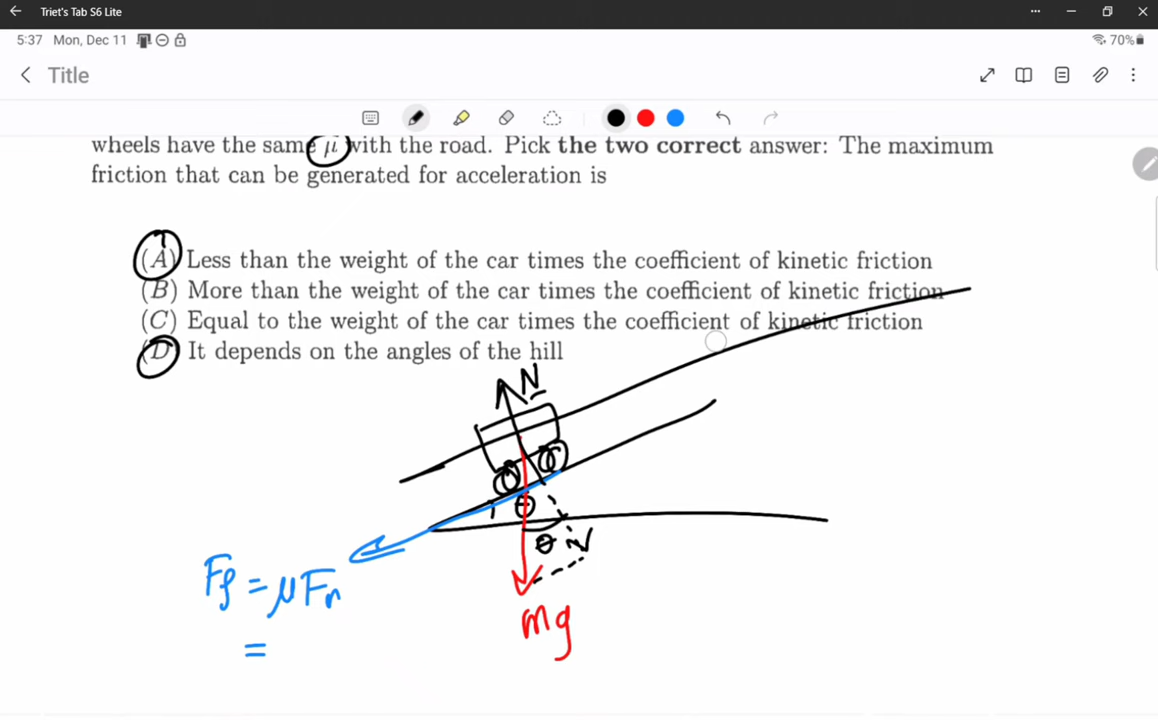 Triet's Tab S6 Lite
5:37 Mon, Dec 11 70%
Title
wheels have the same μ with the road. Pick the two correct answer: The maximum
friction that can be generated for acceleration is
(A) Less than the weight of the car times the coefficient of kinetic friction
(B) More than the weight of the car times the coefficient of kinetic friction
(C) Equal to the weight of the car times the coefficient of kinetic friction
(D) It depends on the angles of the hill
N
θ
θ N
Ff = μFn
=
mg